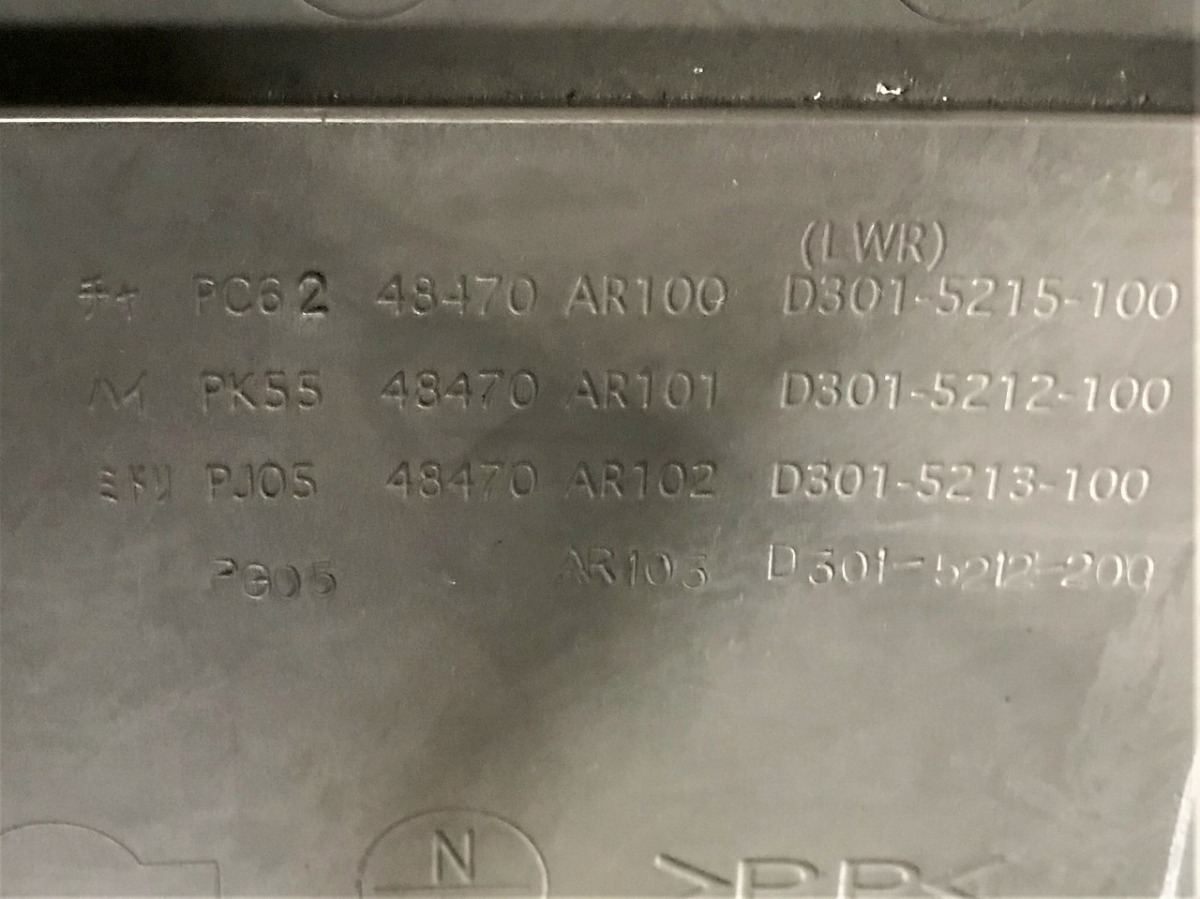 (LWR)
チャ PC62 48470 AR100 D301-5215-100
PK55 48470 AR101 D301-5212-100
ミドリ PJ05 48470 AR102 D301-5213-100
PG05 AR103 D301-5212-200
N
>PP<